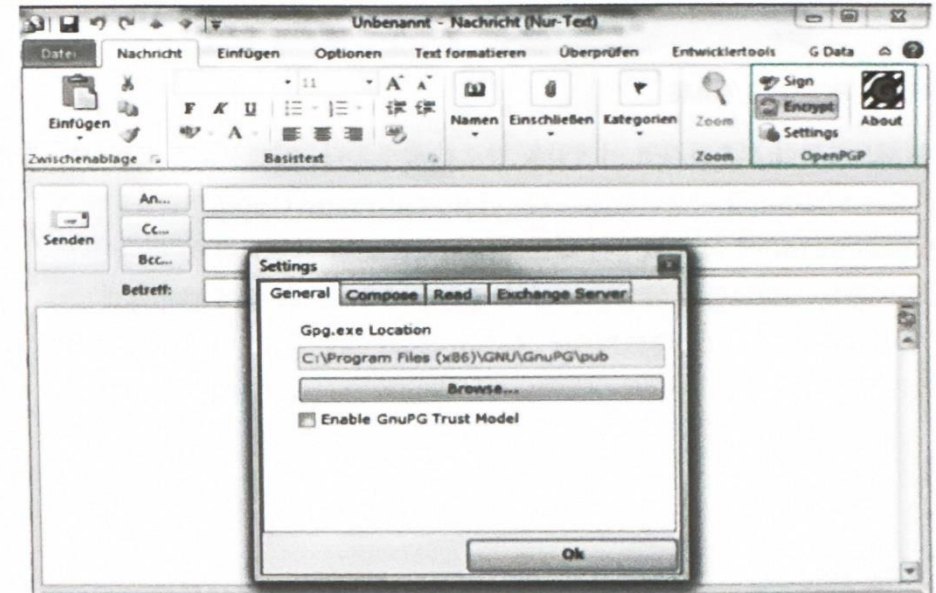 Unbenannt - Nachricht (Nur-Text)
Datei Nachricht Einfügen Optionen Text formatieren Überprüfen Entwicklertools G Data
Einfügen
Zwischenablage
11
F K U
A
Basistext
Namen Einschließen Kategorien
Zoom
Zoom
Sign
Encrypt
Settings
About
OpenPGP
Senden
An...
Cc...
Bcc...
Betreff:
Settings
General Compose Read Exchange Server
Gpg.exe Location
C:\Program Files (x86)\GNU\GnuPG\pub
Browse...
Enable GnuPG Trust Model
Ok